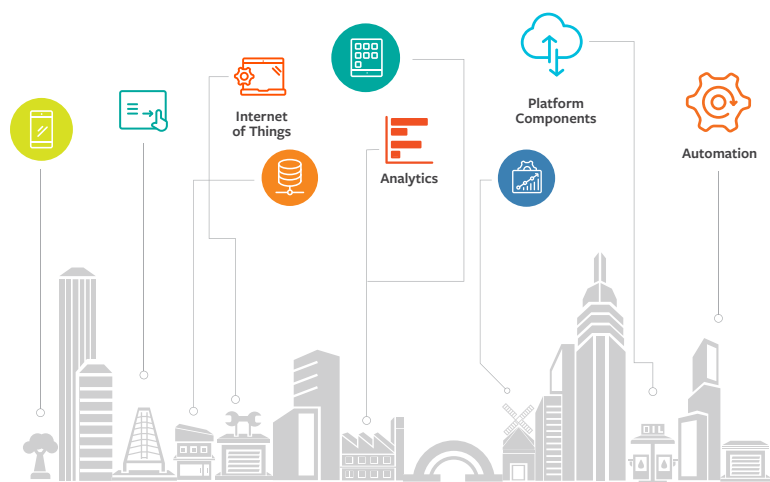 Internet
of Things
Analytics
Platform
Components
Automation
OIL